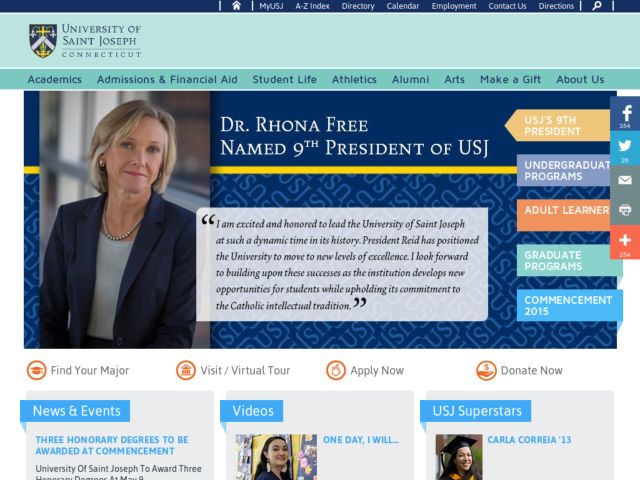 MyUSJ A-Z Index Directory Calendar Employment Contact Us Directions
UNIVERSITY OF
SAINT JOSEPH
CONNECTICUT
Academics Admissions & Financial Aid Student Life Athletics Alumni Arts Make a Gift About Us
DR. RHONA FREE
NAMED 9TH PRESIDENT OF USJ
“I am excited and honored to lead the University of Saint Joseph
at such a dynamic time in its history. President Reid has positioned
the University to move to new levels of excellence. I look forward
to building upon these successes as the institution develops new
opportunities for students while upholding its commitment to
the Catholic intellectual tradition.”
USJ'S 9TH
PRESIDENT
UNDERGRADUAT
PROGRAMS
ADULT LEARNER
GRADUATE
PROGRAMS
COMMENCEMENT
2015
354
28
254
Find Your Major Visit / Virtual Tour Apply Now Donate Now
News & Events
THREE HONORARY DEGREES TO BE
AWARDED AT COMMENCEMENT
University Of Saint Joseph To Award Three
Honorary Degrees At May 9
Videos
ONE DAY, I WILL...
USJ Superstars
CARLA CORREIA '13